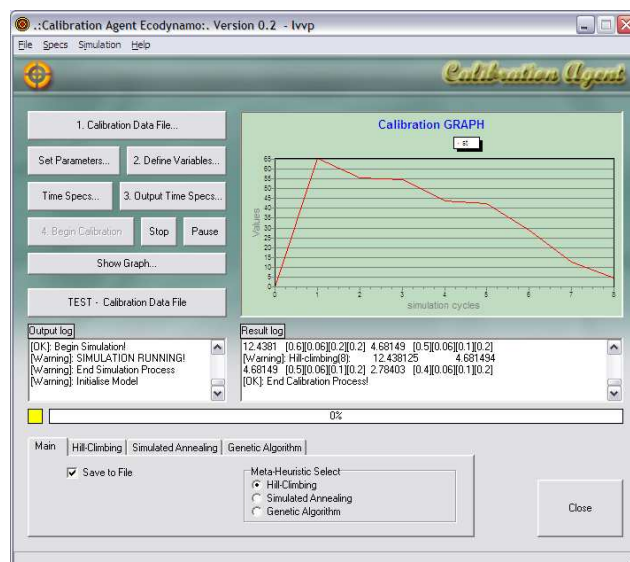 .:Calibration Agent Ecodynamo:. Version 0.2 - lvvp
File Specs Simulation Help
Calibration Agent
1. Calibration Data File...
Set Parameters... 2. Define Variables...
Time Specs... 3. Output Time Specs...
4. Begin Calibration Stop Pause
Show Graph...
TEST - Calibration Data File
Calibration GRAPH
st
65
60
55
50
45
40
35
30
25
20
15
10
5
0
Values
0 1 2 3 4 5 6 7 8
simulation cycles
Output log
[OK]: Begin Simulation!
[Warning]: SIMULATION RUNNING!
[Warning]: End Simulation Process
[Warning]: Initialise Model
Result log
12.4381 [0.6][0.06][0.2][0.2] 4.68149 [0.5][0.06][0.1][0.2]
[Warning]: Hill-climbing(8): 12.438125 4.681494
4.68149 [0.5][0.06][0.1][0.2] 2.78403 [0.4][0.06][0.1][0.2]
[OK]: End Calibration Process!
0%
Main Hill-Climbing Simulated Annealing Genetic Algorithm
Save to File
Meta-Heuristic Select
Hill-Climbing
Simulated Annealing
Genetic Algorithm
Close